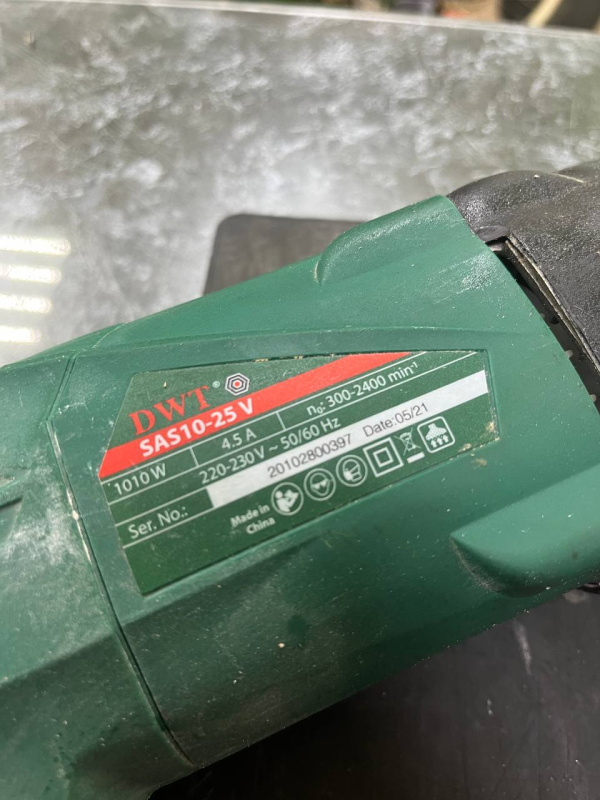 DWT®
SAS10-25 V
1010 W 4.5 A n₀: 300-2400 min⁻¹
220-230 V ~ 50/60 Hz
Ser. No.: 20102800397 Date: 05/21
Made in
China